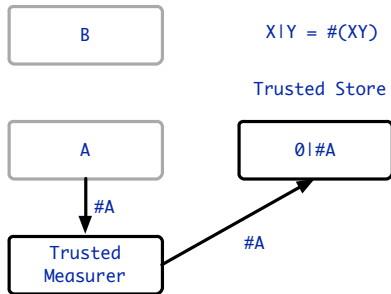 B
X|Y = #(XY)
Trusted Store
A
0|#A
#A
#A
Trusted
Measurer